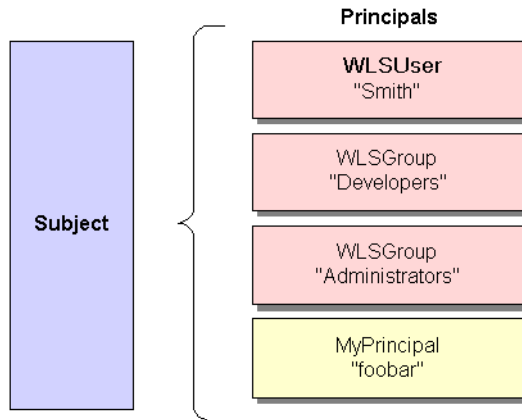 Principals
WLSUser
"Smith"
WLSGroup
"Developers"
Subject
WLSGroup
"Administrators"
MyPrincipal
"foobar"